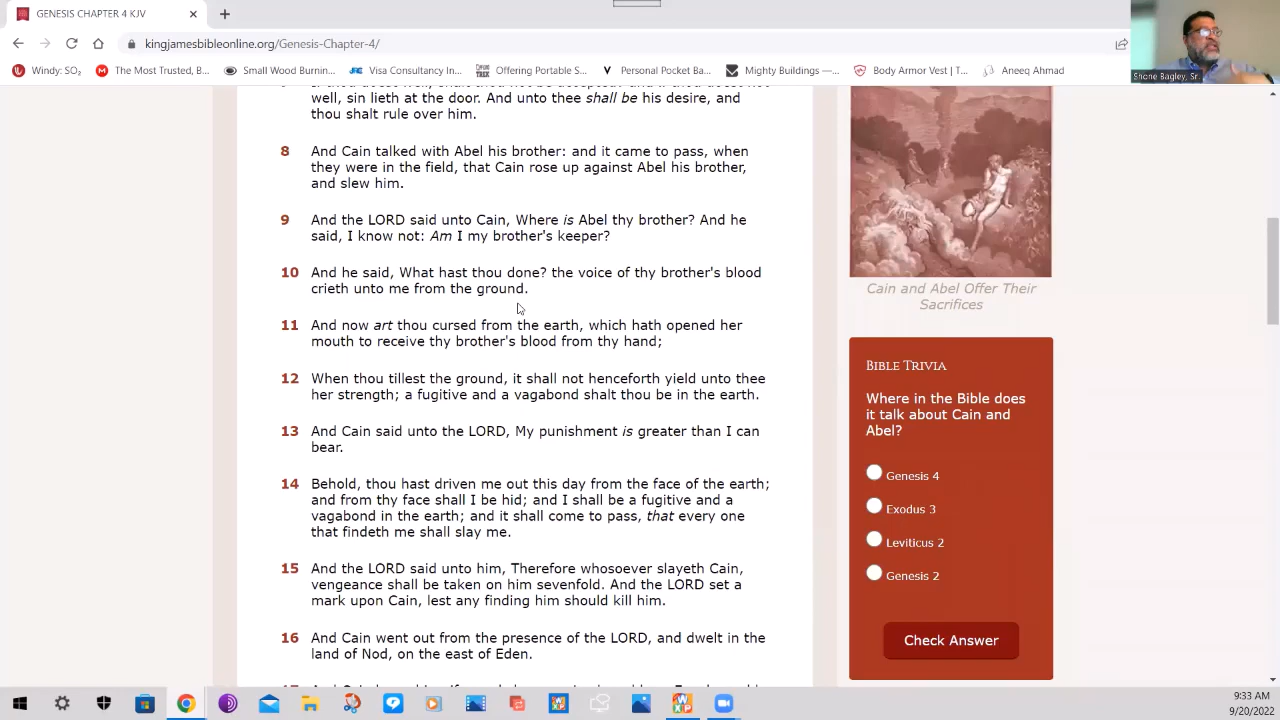 GENESIS CHAPTER 4 KJV
kingjamesbibleonline.org/Genesis-Chapter-4/
Windy: SO₂
The Most Trusted, B...
Small Wood Burnin...
Visa Consultancy In...
Offering Portable S...
Personal Pocket Ba...
Mighty Buildings —...
Body Armor Vest | T...
Aneeq Ahmad
Shone Bagley, Sr.
well, sin lieth at the door. And unto thee shall be his desire, and
thou shalt rule over him.
8 And Cain talked with Abel his brother: and it came to pass, when
they were in the field, that Cain rose up against Abel his brother,
and slew him.
9 And the LORD said unto Cain, Where is Abel thy brother? And he
said, I know not: Am I my brother's keeper?
10 And he said, What hast thou done? the voice of thy brother's blood
crieth unto me from the ground.
11 And now art thou cursed from the earth, which hath opened her
mouth to receive thy brother's blood from thy hand;
12 When thou tillest the ground, it shall not henceforth yield unto thee
her strength; a fugitive and a vagabond shalt thou be in the earth.
13 And Cain said unto the LORD, My punishment is greater than I can
bear.
14 Behold, thou hast driven me out this day from the face of the earth;
and from thy face shall I be hid; and I shall be a fugitive and a
vagabond in the earth; and it shall come to pass, that every one
that findeth me shall slay me.
15 And the LORD said unto him, Therefore whosoever slayeth Cain,
vengeance shall be taken on him sevenfold. And the LORD set a
mark upon Cain, lest any finding him should kill him.
16 And Cain went out from the presence of the LORD, and dwelt in the
land of Nod, on the east of Eden.
Cain and Abel Offer Their
Sacrifices
BIBLE TRIVIA
Where in the Bible does
it talk about Cain and
Abel?
Genesis 4
Exodus 3
Leviticus 2
Genesis 2
Check Answer
9:33 AM
9/20/2022